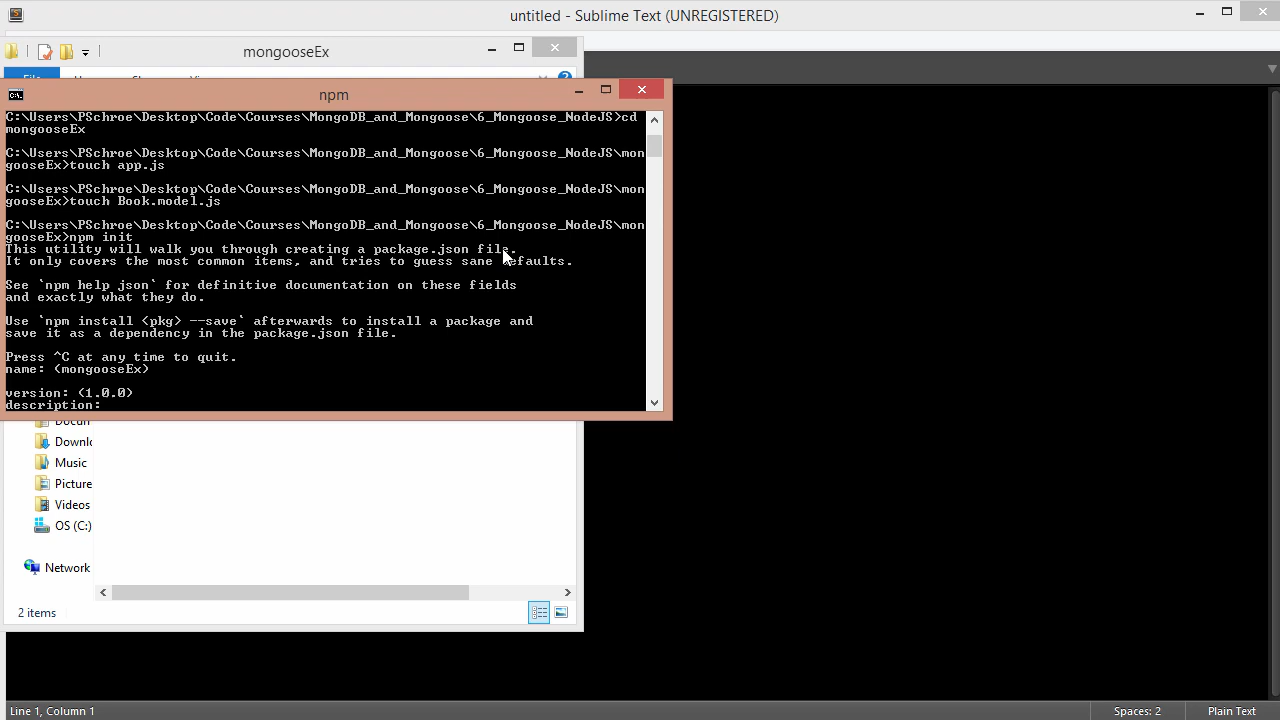 untitled - Sublime Text (UNREGISTERED)
mongooseEx
npm
C:\Users\PSchroe\Desktop\Code\Courses\MongoDB_and_Mongoose\6_Mongoose_NodeJS>cd
mongooseEx
C:\Users\PSchroe\Desktop\Code\Courses\MongoDB_and_Mongoose\6_Mongoose_NodeJS\mon
gooseEx>touch app.js
C:\Users\PSchroe\Desktop\Code\Courses\MongoDB_and_Mongoose\6_Mongoose_NodeJS\mon
gooseEx>touch Book.model.js
C:\Users\PSchroe\Desktop\Code\Courses\MongoDB_and_Mongoose\6_Mongoose_NodeJS\mon
gooseEx>npm init
This utility will walk you through creating a package.json file.
It only covers the most common items, and tries to guess sane defaults.
See `npm help json` for definitive documentation on these fields
and exactly what they do.
Use `npm install <pkg> --save` afterwards to install a package and
save it as a dependency in the package.json file.
Press ^C at any time to quit.
name: (mongooseEx)
version: (1.0.0)
description:
Docun
Downlc
Music
Picture
Videos
OS (C:)
Network
2 items
Line 1, Column 1
Spaces: 2
Plain Text